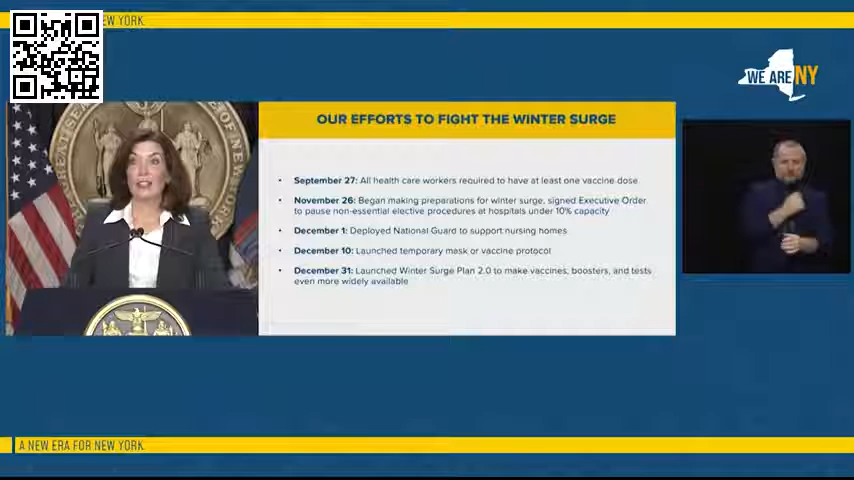 EW YORK
WE ARE NY
OUR EFFORTS TO FIGHT THE WINTER SURGE
• September 27: All health care workers required to have at least one vaccine dose
• November 26: Began making preparations for winter surge, signed Executive Order
to pause non-essential elective procedures at hospitals under 10% capacity
• December 1: Deployed National Guard to support nursing homes
• December 10: Launched temporary mask or vaccine protocol
• December 31: Launched Winter Surge Plan 2.0 to make vaccines, boosters, and tests
even more widely available
A NEW ERA FOR NEW YORK